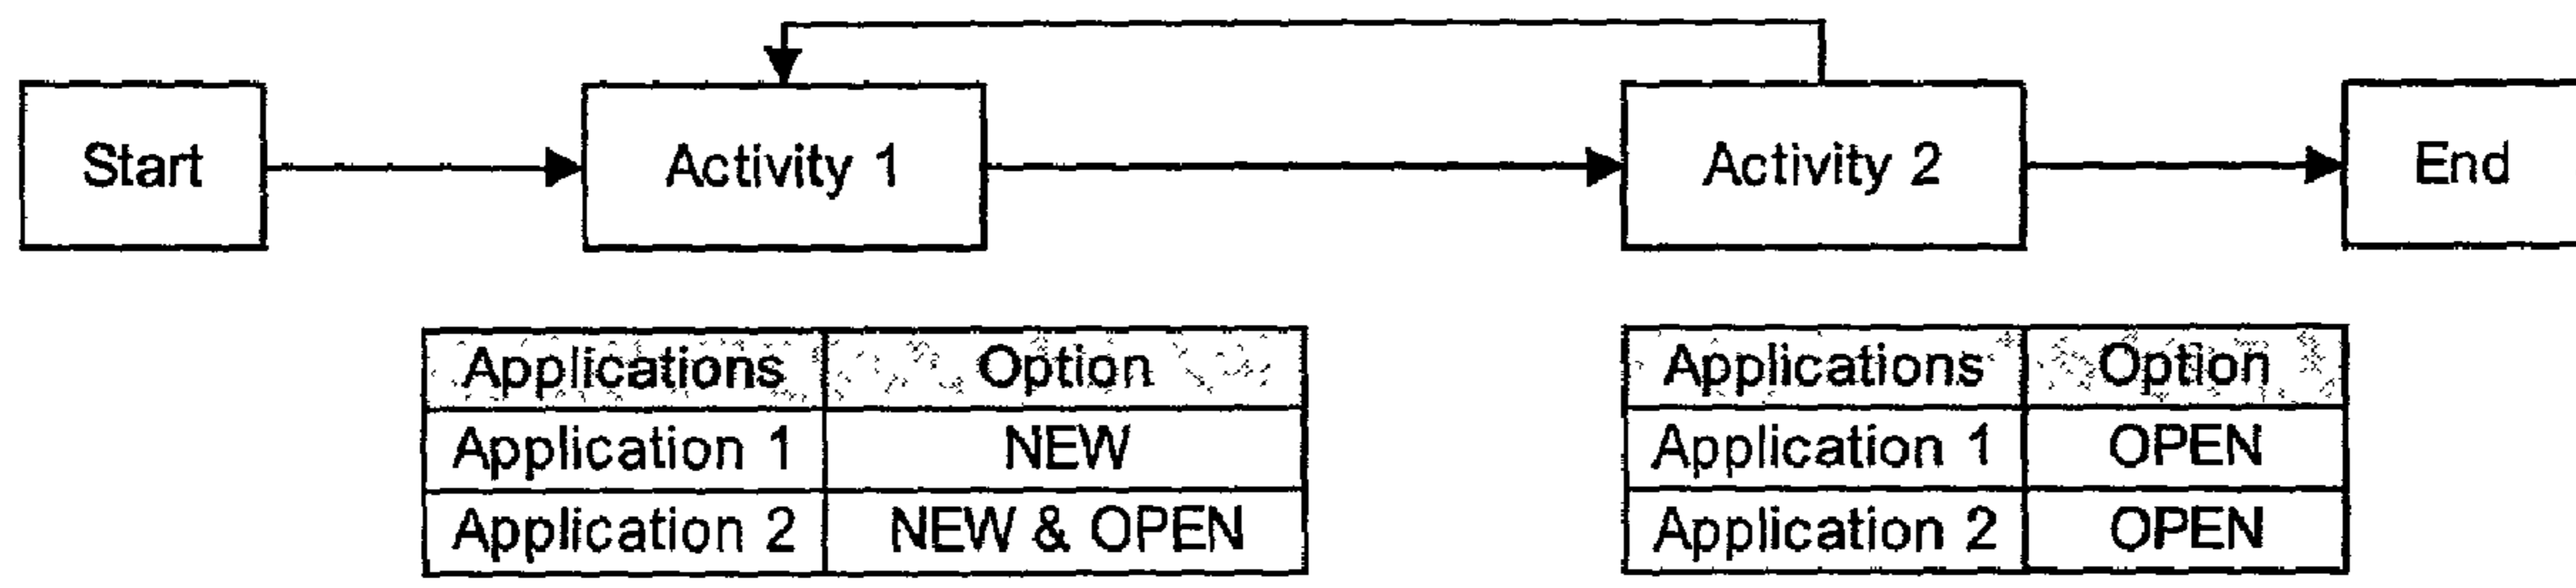 Start
Activity 1
Activity 2
End
Applications Option
Application 1 NEW
Application 2 NEW & OPEN
Applications Option
Application 1 OPEN
Application 2 OPEN